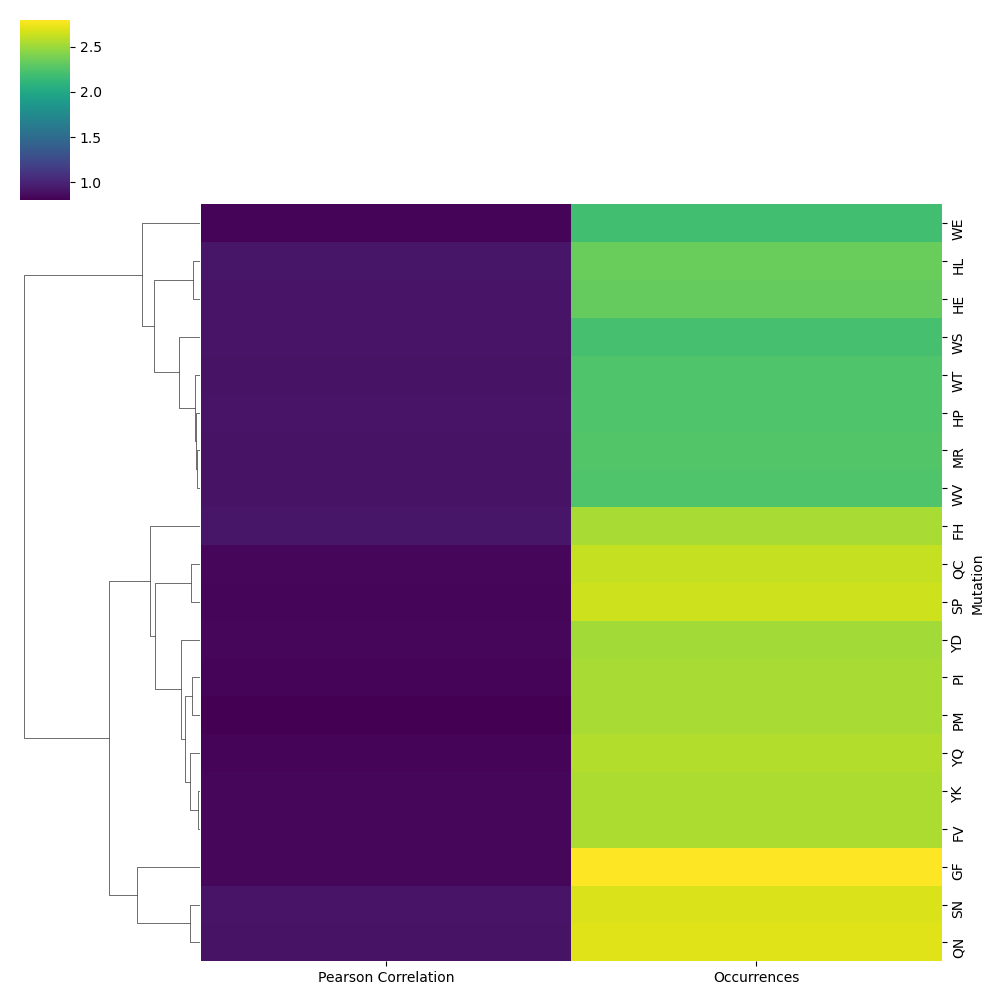 2.5
2.0
1.5
1.0
WE
HL
HE
WS
WT
HP
MR
WV
FH
QC
SP
YD
PI
PM
YQ
YK
FV
GF
SN
QN
Mutation
Pearson Correlation
Occurrences